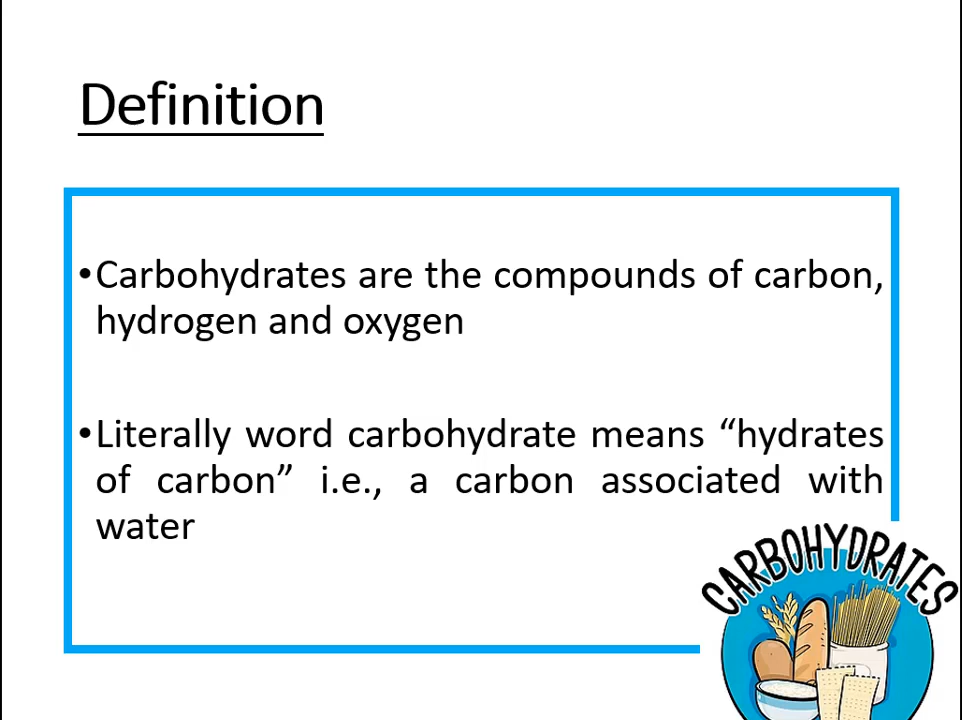 Definition
•Carbohydrates are the compounds of carbon,
hydrogen and oxygen
•Literally word carbohydrate means “hydrates
of carbon” i.e., a carbon associated with
water
CARBOHYDRATES